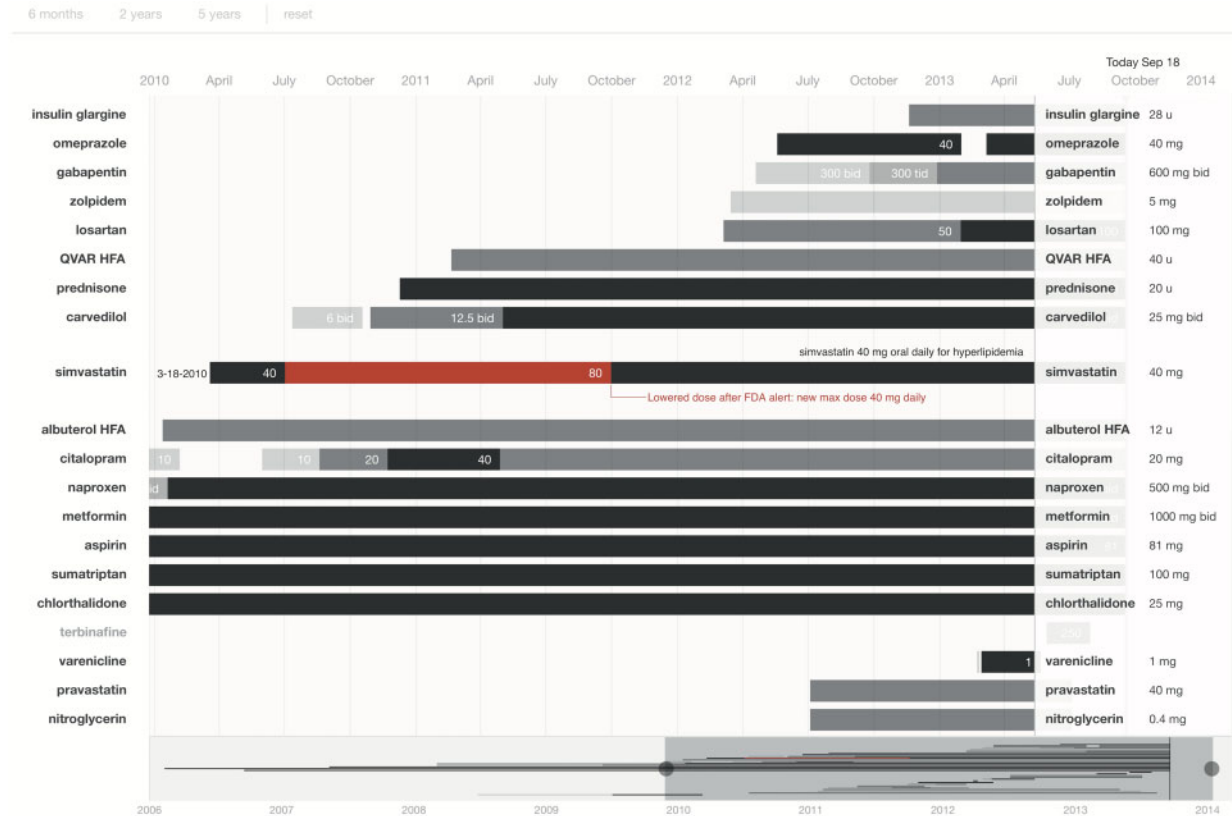 6 months 2 years 5 years reset
Today Sep 18
2010 April July October 2011 April July October 2012 April July October 2013 April July October 2014
insulin glargine insulin glargine 28 u
omeprazole 40 omeprazole 40 mg
gabapentin 300 bid 300 tid gabapentin 600 mg bid
zolpidem zolpidem 5 mg
losartan 50 losartan 100 100 mg
QVAR HFA QVAR HFA 40 u
prednisone prednisone 20 u
carvedilol 6 bid 12.5 bid carvedilol 25 mg bid
simvastatin 40 mg oral daily for hyperlipidemia
simvastatin 3-18-2010 40 80 simvastatin 40 mg
Lowered dose after FDA alert: new max dose 40 mg daily
albuterol HFA albuterol HFA 12 u
citalopram 10 10 20 40 citalopram 20 mg
naproxen id naproxen 500 mg bid
metformin metformin 1000 mg bid
aspirin aspirin 81 81 mg
sumatriptan sumatriptan 100 mg
chlorthalidone chlorthalidone 25 mg
terbinafine 250
varenicline 1 varenicline 1 mg
pravastatin pravastatin 40 mg
nitroglycerin nitroglycerin 0.4 mg
2006 2007 2008 2009 2010 2011 2012 2013 2014